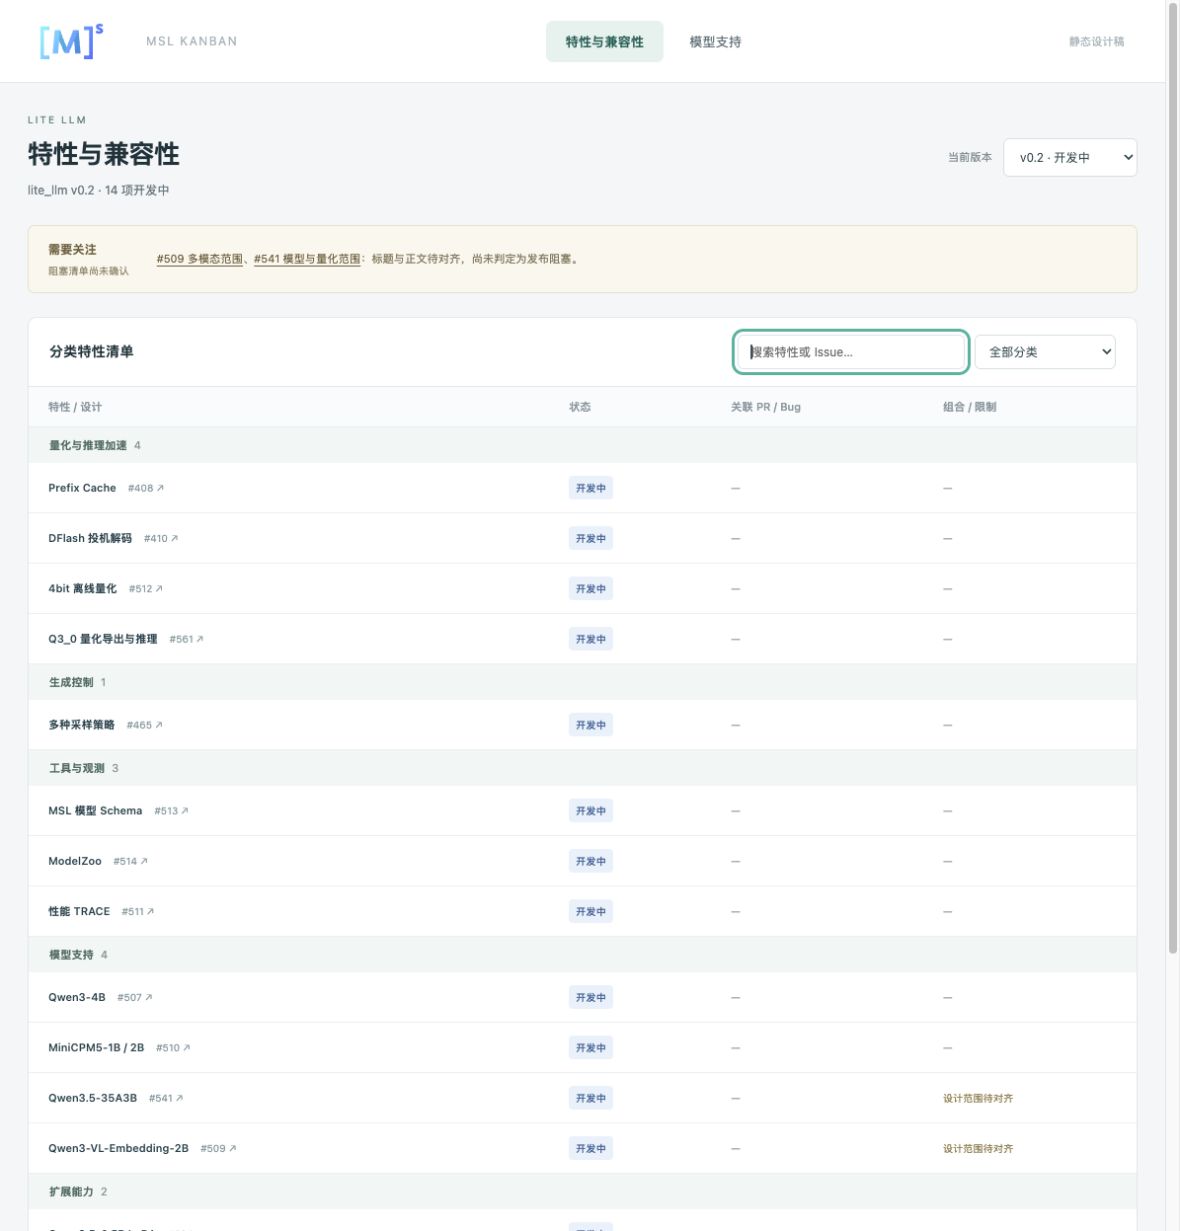 [M]s
MSL KANBAN
特性与兼容性
模型支持
静态设计稿
LITE LLM
特性与兼容性
当前版本
v0.2 · 开发中
lite_llm v0.2 · 14 项开发中
需要关注
阻塞清单尚未确认
#509 多模态范围、#541 模型与量化范围：标题与正文待对齐，尚未判定为发布阻塞。
分类特性清单
搜索特性或 Issue...
全部分类
特性 / 设计 状态 关联 PR / Bug 组合 / 限制
量化与推理加速 4
Prefix Cache #408 ↗ 开发中 — —
DFlash 投机解码 #410 ↗ 开发中 — —
4bit 离线量化 #512 ↗ 开发中 — —
Q3_0 量化导出与推理 #561 ↗ 开发中 — —
生成控制 1
多种采样策略 #465 ↗ 开发中 — —
工具与观测 3
MSL 模型 Schema #513 ↗ 开发中 — —
ModelZoo #514 ↗ 开发中 — —
性能 TRACE #511 ↗ 开发中 — —
模型支持 4
Qwen3-4B #507 ↗ 开发中 — —
MiniCPM5-1B / 2B #510 ↗ 开发中 — —
Qwen3.5-35A3B #541 ↗ 开发中 — 设计范围待对齐
Qwen3-VL-Embedding-2B #509 ↗ 开发中 — 设计范围待对齐
扩展能力 2